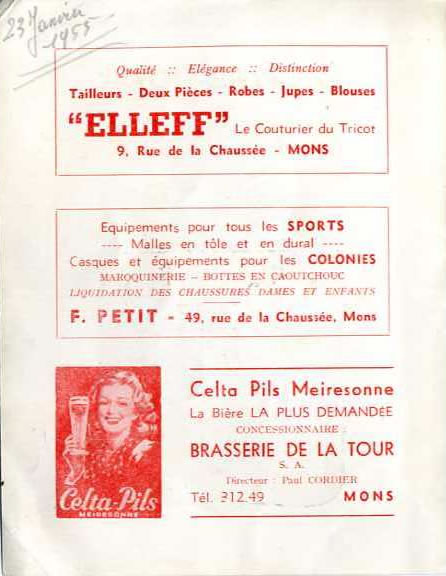 23 Janvier
1955
Qualité :: Elégance :: Distinction
Tailleurs - Deux Pièces - Robes - Jupes - Blouses
“ELLEFF” Le Couturier du Tricot
9, Rue de la Chaussée - MONS
Equipements pour tous les SPORTS
---- Malles en tôle et en dural ----
Casques et équipements pour les COLONIES
MAROQUINERIE – BOTTES EN CAOUTCHOUC
LIQUIDATION DES CHAUSSURES DAMES ET ENFANTS
F. PETIT - 49, rue de la Chaussée, Mons
Celta-Pils
MEIRESONNE
Celta Pils Meiresonne
La Bière LA PLUS DEMANDÉE
CONCESSIONNAIRE :
BRASSERIE DE LA TOUR
S. A.
Directeur : Paul CORDIER
Tél. 312.49 MONS